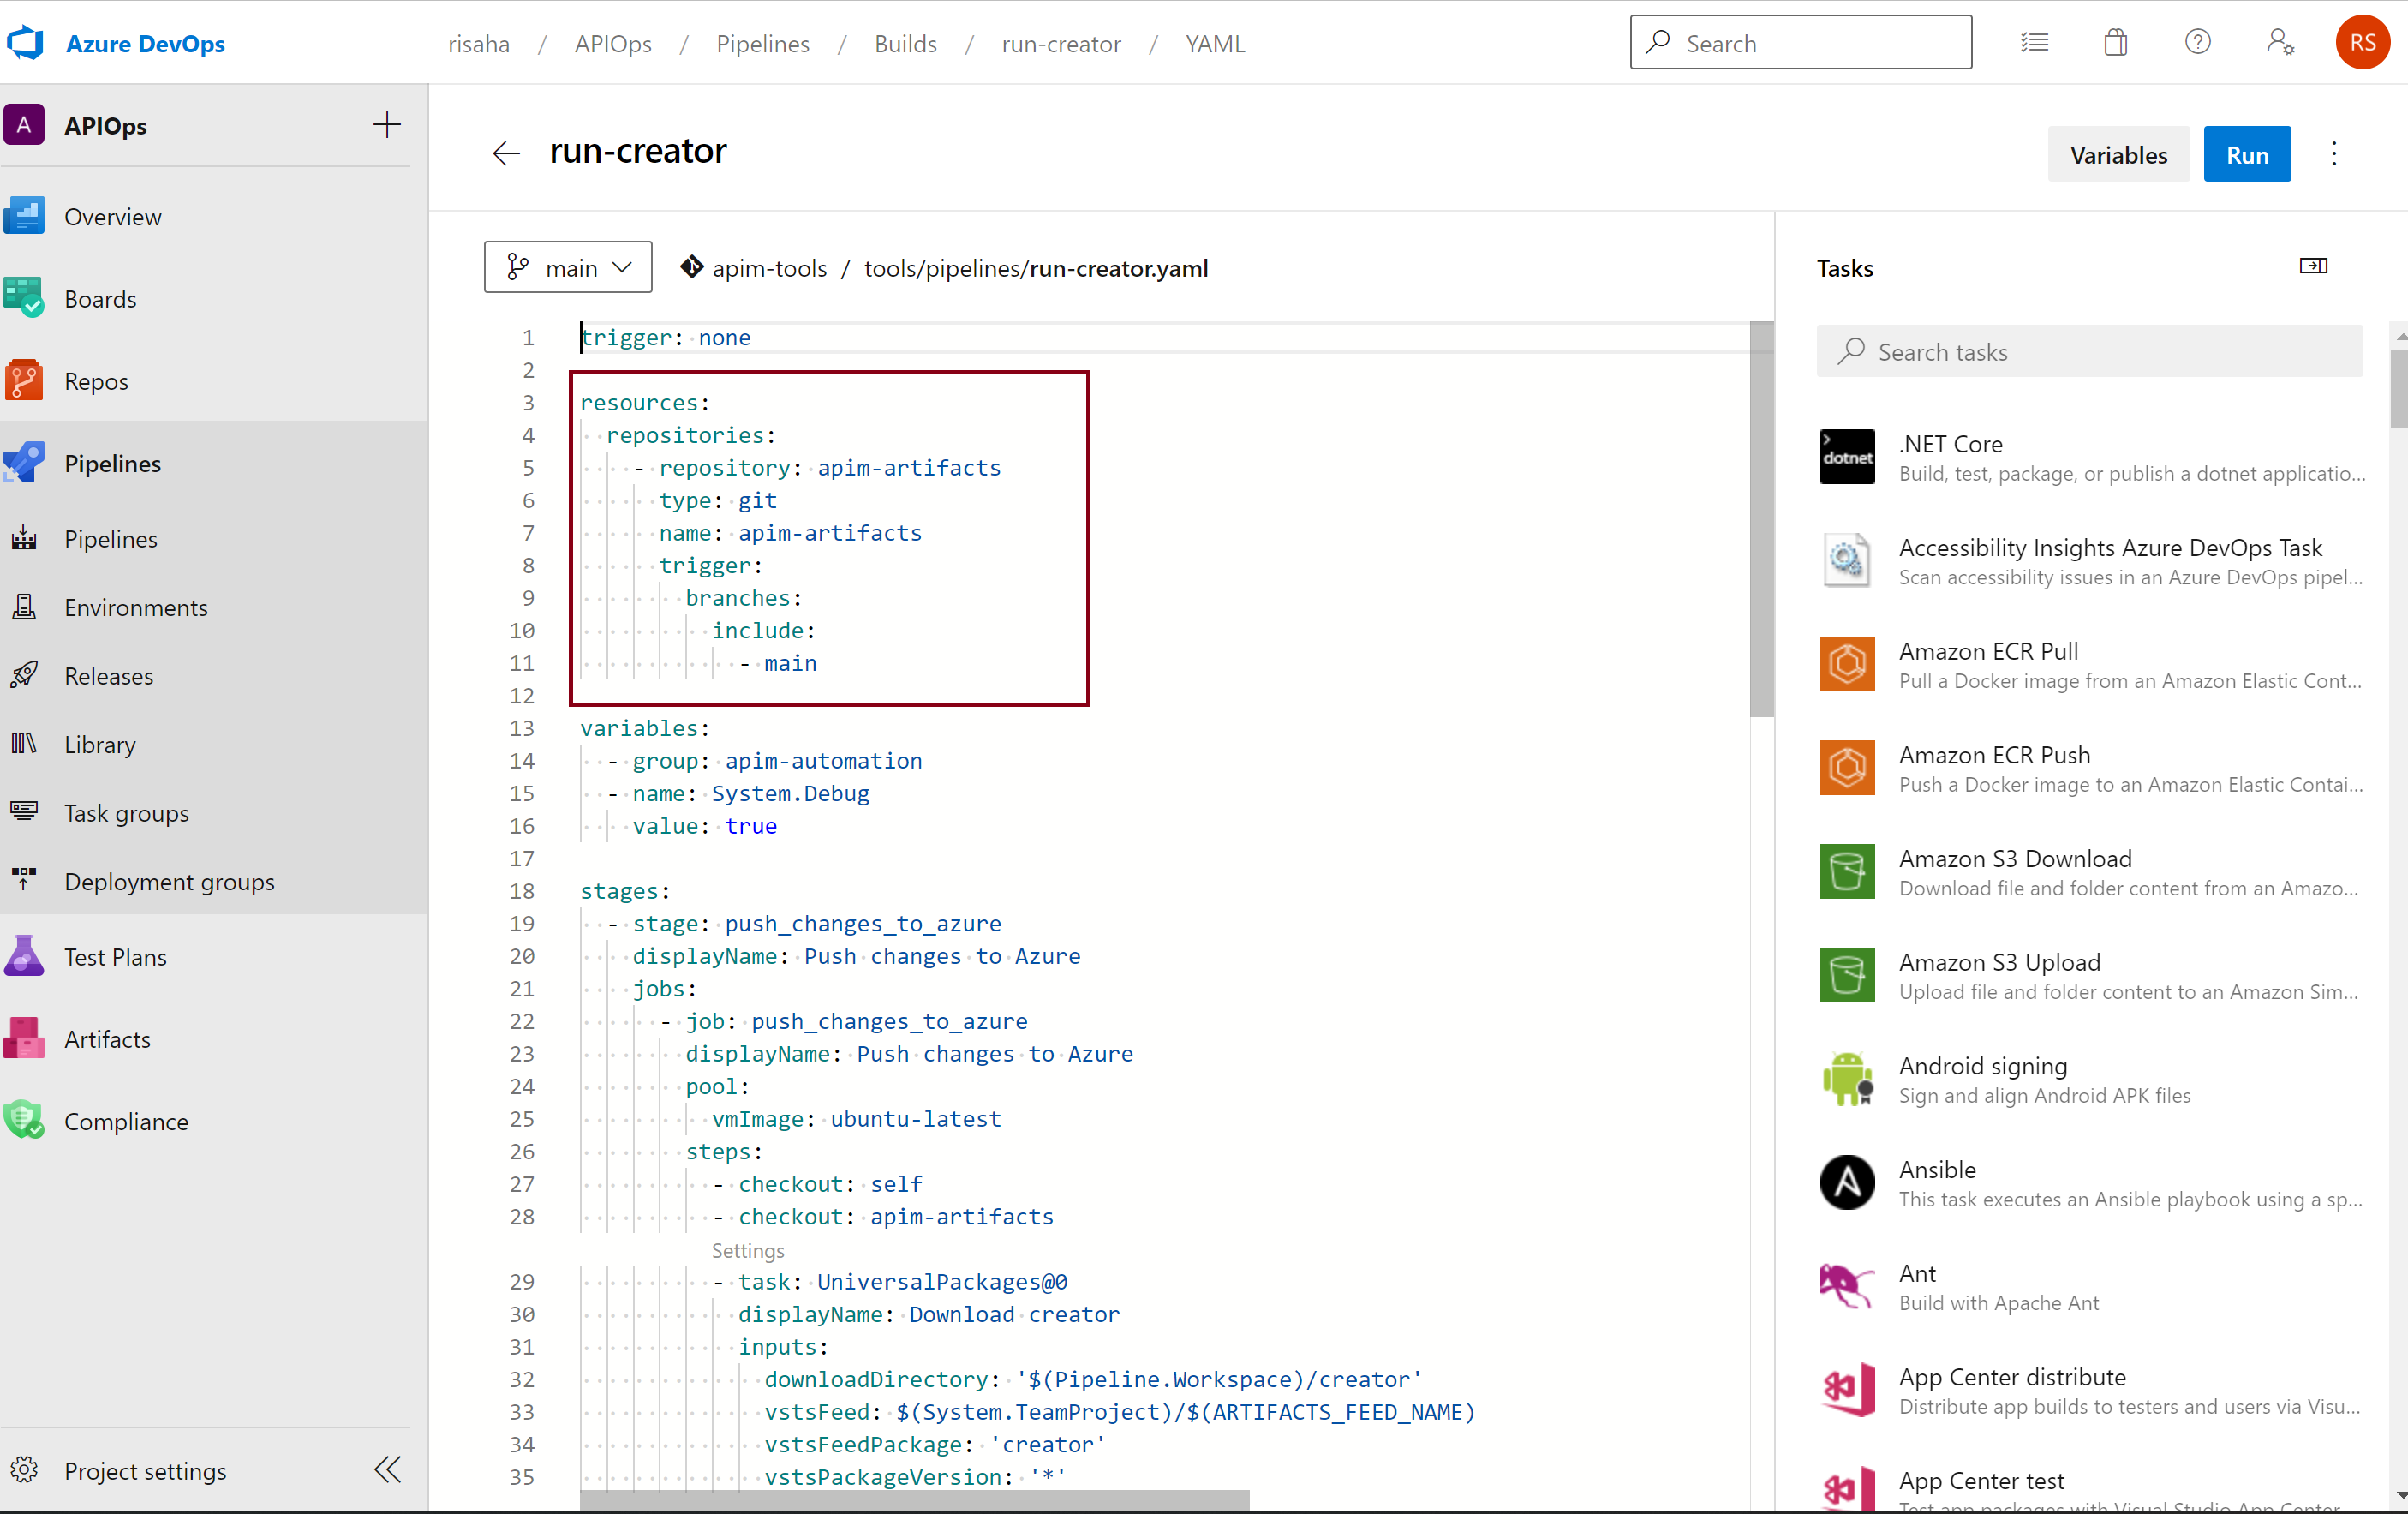 Azure DevOps
risaha / APIOps / Pipelines / Builds / run-creator / YAML
Search
RS
A
APIOps
Overview
Boards
Repos
Pipelines
Pipelines
Environments
Releases
Library
Task groups
Deployment groups
Test Plans
Artifacts
Compliance
Project settings
run-creator
Variables
Run
main
apim-tools / tools/pipelines/run-creator.yaml
1 trigger: none
2
3 resources:
4 repositories:
5 - repository: apim-artifacts
6 type: git
7 name: apim-artifacts
8 trigger:
9 branches:
10 include:
11 - main
12
13 variables:
14 - group: apim-automation
15 - name: System.Debug
16 value: true
17
18 stages:
19 - stage: push_changes_to_azure
20 displayName: Push changes to Azure
21 jobs:
22 - job: push_changes_to_azure
23 displayName: Push changes to Azure
24 pool:
25 vmImage: ubuntu-latest
26 steps:
27 - checkout: self
28 - checkout: apim-artifacts
Settings
29 - task: UniversalPackages@0
30 displayName: Download creator
31 inputs:
32 downloadDirectory: '$(Pipeline.Workspace)/creator'
33 vstsFeed: $(System.TeamProject)/$(ARTIFACTS_FEED_NAME)
34 vstsFeedPackage: 'creator'
35 vstsPackageVersion: '*'
Tasks
Search tasks
dotnet
.NET Core
Build, test, package, or publish a dotnet applicatio...
Accessibility Insights Azure DevOps Task
Scan accessibility issues in an Azure DevOps pipel...
Amazon ECR Pull
Pull a Docker image from an Amazon Elastic Cont...
Amazon ECR Push
Push a Docker image to an Amazon Elastic Contai...
Amazon S3 Download
Download file and folder content from an Amazo...
Amazon S3 Upload
Upload file and folder content to an Amazon Sim...
Android signing
Sign and align Android APK files
Ansible
This task executes an Ansible playbook using a sp...
Ant
Build with Apache Ant
App Center distribute
Distribute app builds to testers and users via Visu...
App Center test
Test app packages with Visual Studio App Center